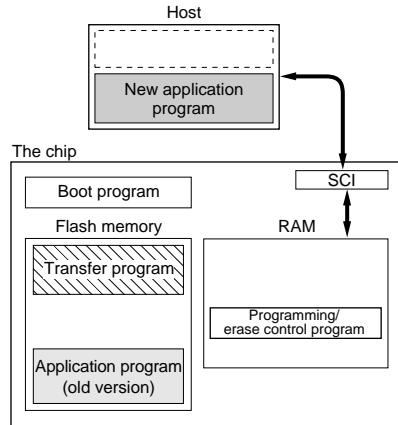 Host
New application
program
The chip
SCI
Boot program
Flash memory
RAM
Transfer program
Programming/
erase control program
Application program
(old version)